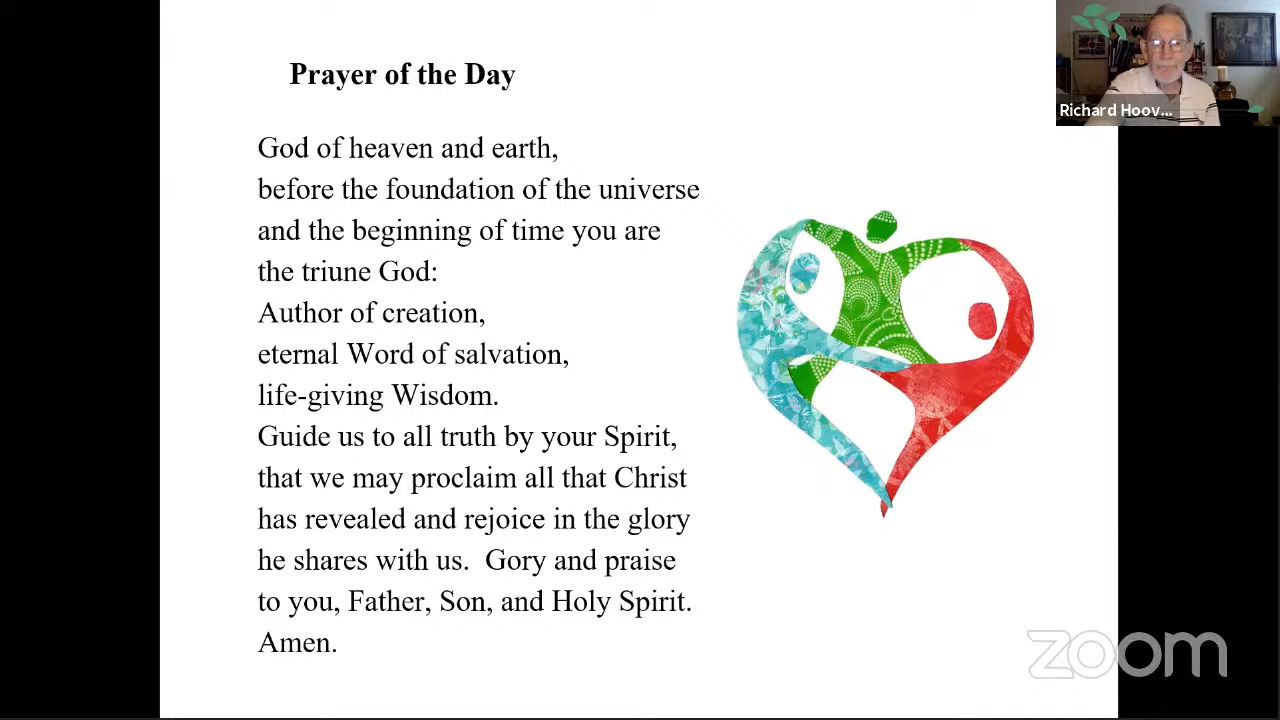 Prayer of the Day
God of heaven and earth,
before the foundation of the universe
and the beginning of time you are
the triune God:
Author of creation,
eternal Word of salvation,
life-giving Wisdom.
Guide us to all truth by your Spirit,
that we may proclaim all that Christ
has revealed and rejoice in the glory
he shares with us.  Gory and praise
to you, Father, Son, and Holy Spirit.
Amen.
Richard Hoov...
zoom